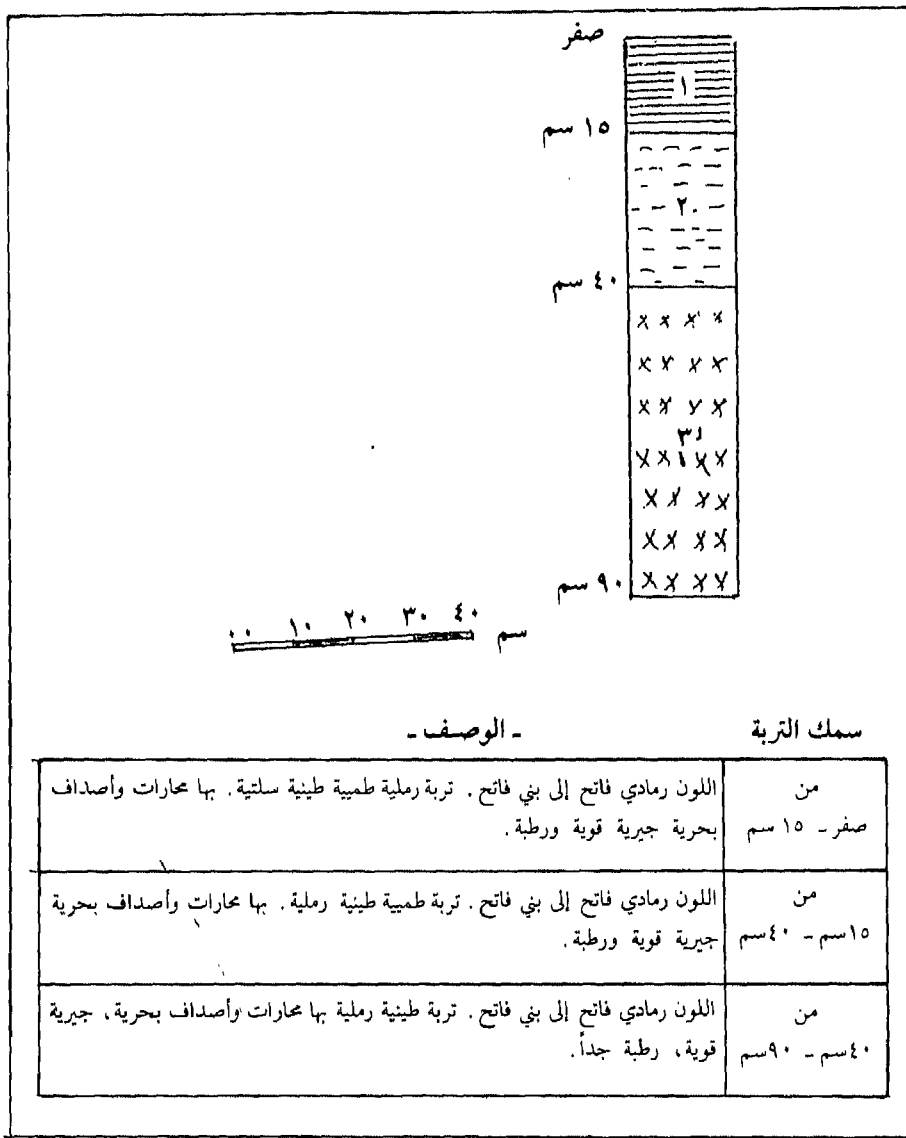 صفر
١
١٥ سم
٢
٤٠ سم
٣
٩٠ سم
٠٠ ١٠ ٢٠ ٣٠ ٤٠ سم
سمك التربة - الوصف -
من
صفر - ١٥ سم
اللون رمادي فاتح إلى بني فاتح. تربة رملية طميية طينية سلتية. بها محارات وأصداف
بحرية جيرية قوية ورطبة.
من
١٥سم - ٤٠سم
اللون رمادي فاتح إلى بني فاتح. تربة طميية طينية رملية. بها محارات وأصداف بحرية
جيرية قوية ورطبة.
من
٤٠سم - ٩٠سم
اللون رمادي فاتح إلى بني فاتح. تربة طينية رملية بها محارات وأصداف بحرية، جيرية
قوية، رطبة جداً.